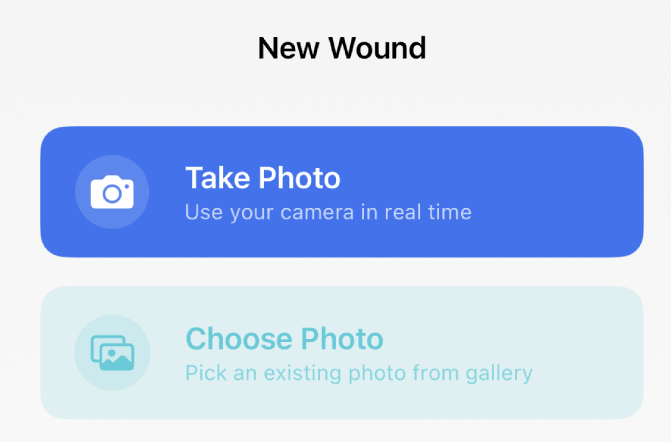 New Wound
Take Photo
Use your camera in real time
Choose Photo
Pick an existing photo from gallery